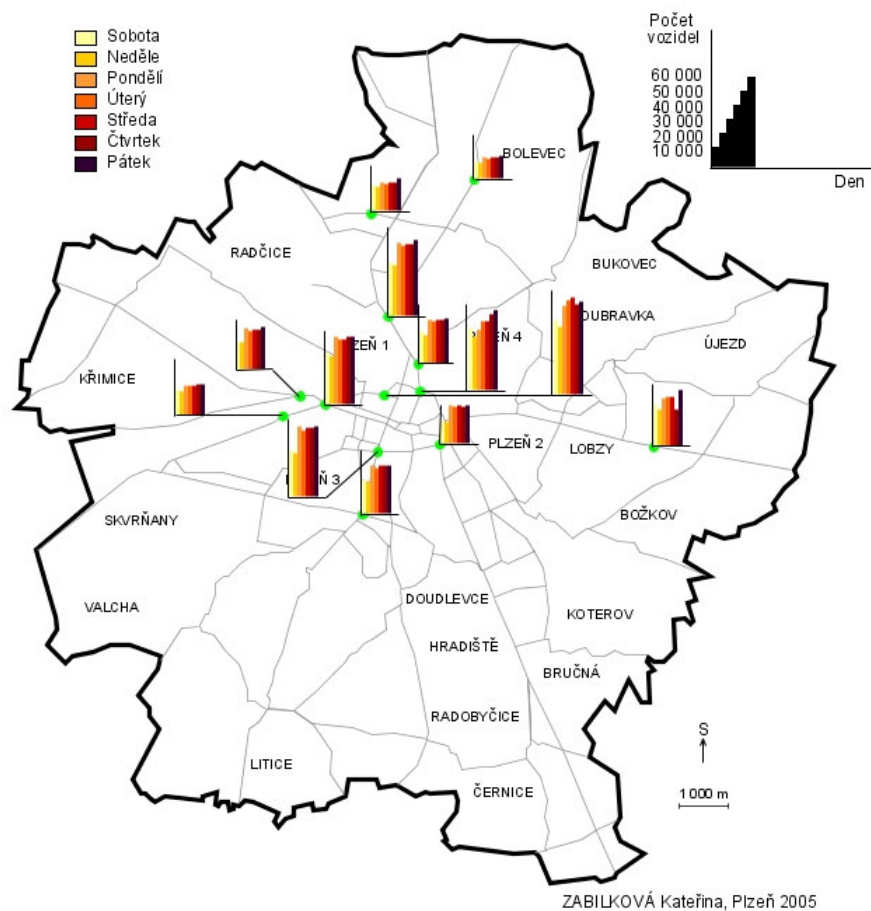 Sobota
Neděle
Pondělí
Úterý
Středa
Čtvrtek
Pátek
Počet
vozidel
60 000
50 000
40 000
30 000
20 000
10 000
Den
BOLEVEC
RADČICE
BUKOVEC
DOUBRAVKA
ÚJEZD
PLZEŇ 1
PLZEŇ 4
KŘIMICE
PLZEŇ 2
LOBZY
PLZEŇ 3
SKVRŇANY
BOŽKOV
VALCHA
DOUDLEVCE
KOTEROV
HRADIŠTĚ
BRUČNÁ
RADOBYČICE
LITICE
ČERNICE
S
1 000 m
ZABILKOVÁ Kateřina, Plzeň 2005